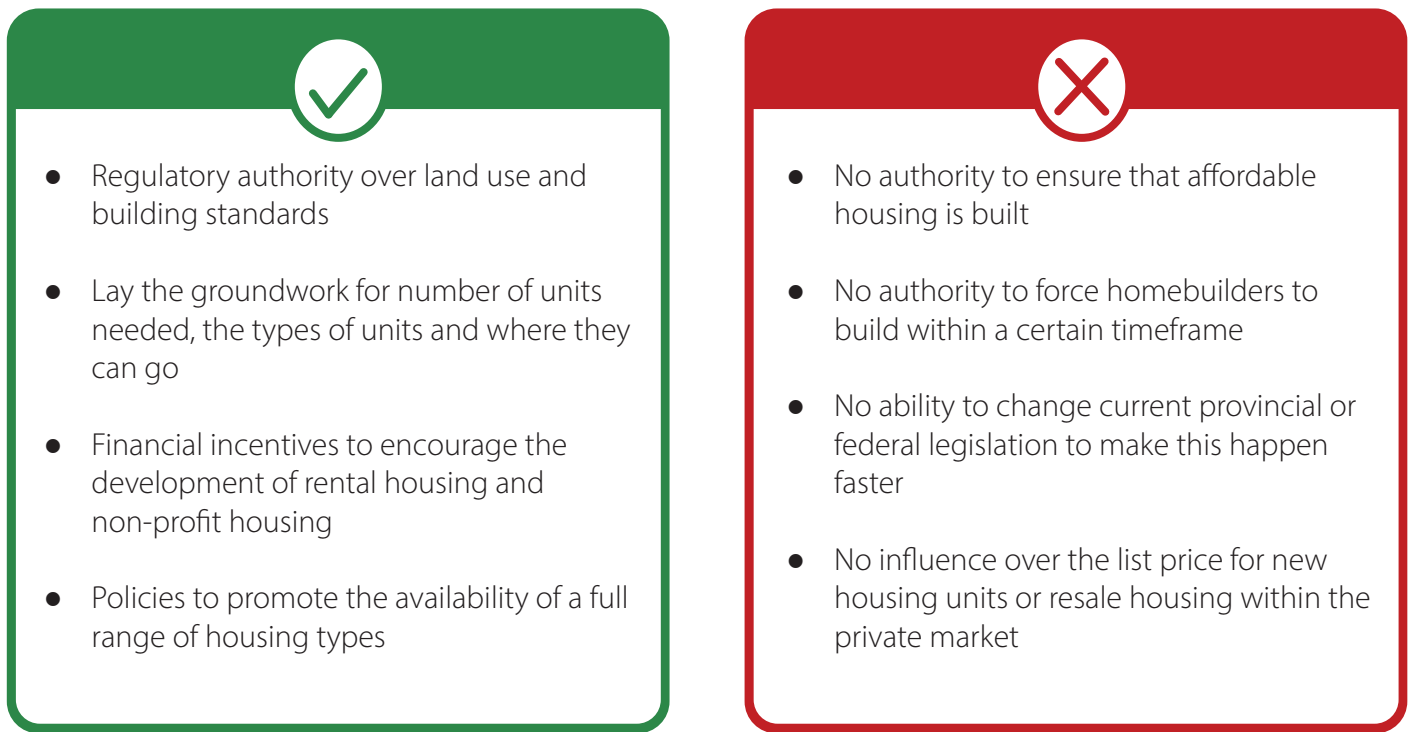 ● Regulatory authority over land use and
building standards
● Lay the groundwork for number of units
needed, the types of units and where they
can go
● Financial incentives to encourage the
development of rental housing and
non-profit housing
● Policies to promote the availability of a full
range of housing types
● No authority to ensure that affordable
housing is built
● No authority to force homebuilders to
build within a certain timeframe
● No ability to change current provincial or
federal legislation to make this happen
faster
● No influence over the list price for new
housing units or resale housing within the
private market